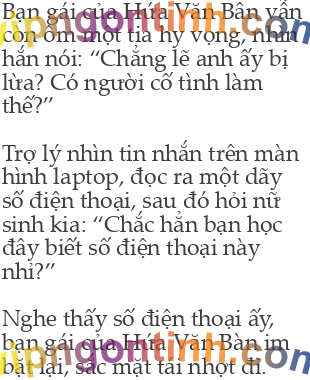 Bạn gái của Hứa Văn Bân vẫn
còn ôm một tia hy vọng, nhìn
hắn nói: “Chẳng lẽ anh ấy bị
lừa? Có người cố tình làm
thế?”
Trợ lý nhìn tin nhắn trên màn
hình laptop, đọc ra một dãy
số điện thoại, sau đó hỏi nữ
sinh kia: “Chắc hẳn bạn học
đây biết số điện thoại này
nhỉ?”
Nghe thấy số điện thoại ấy,
bạn gái của Hứa Văn Bân im
bặt lại, sắc mặt tái nhợt đi.